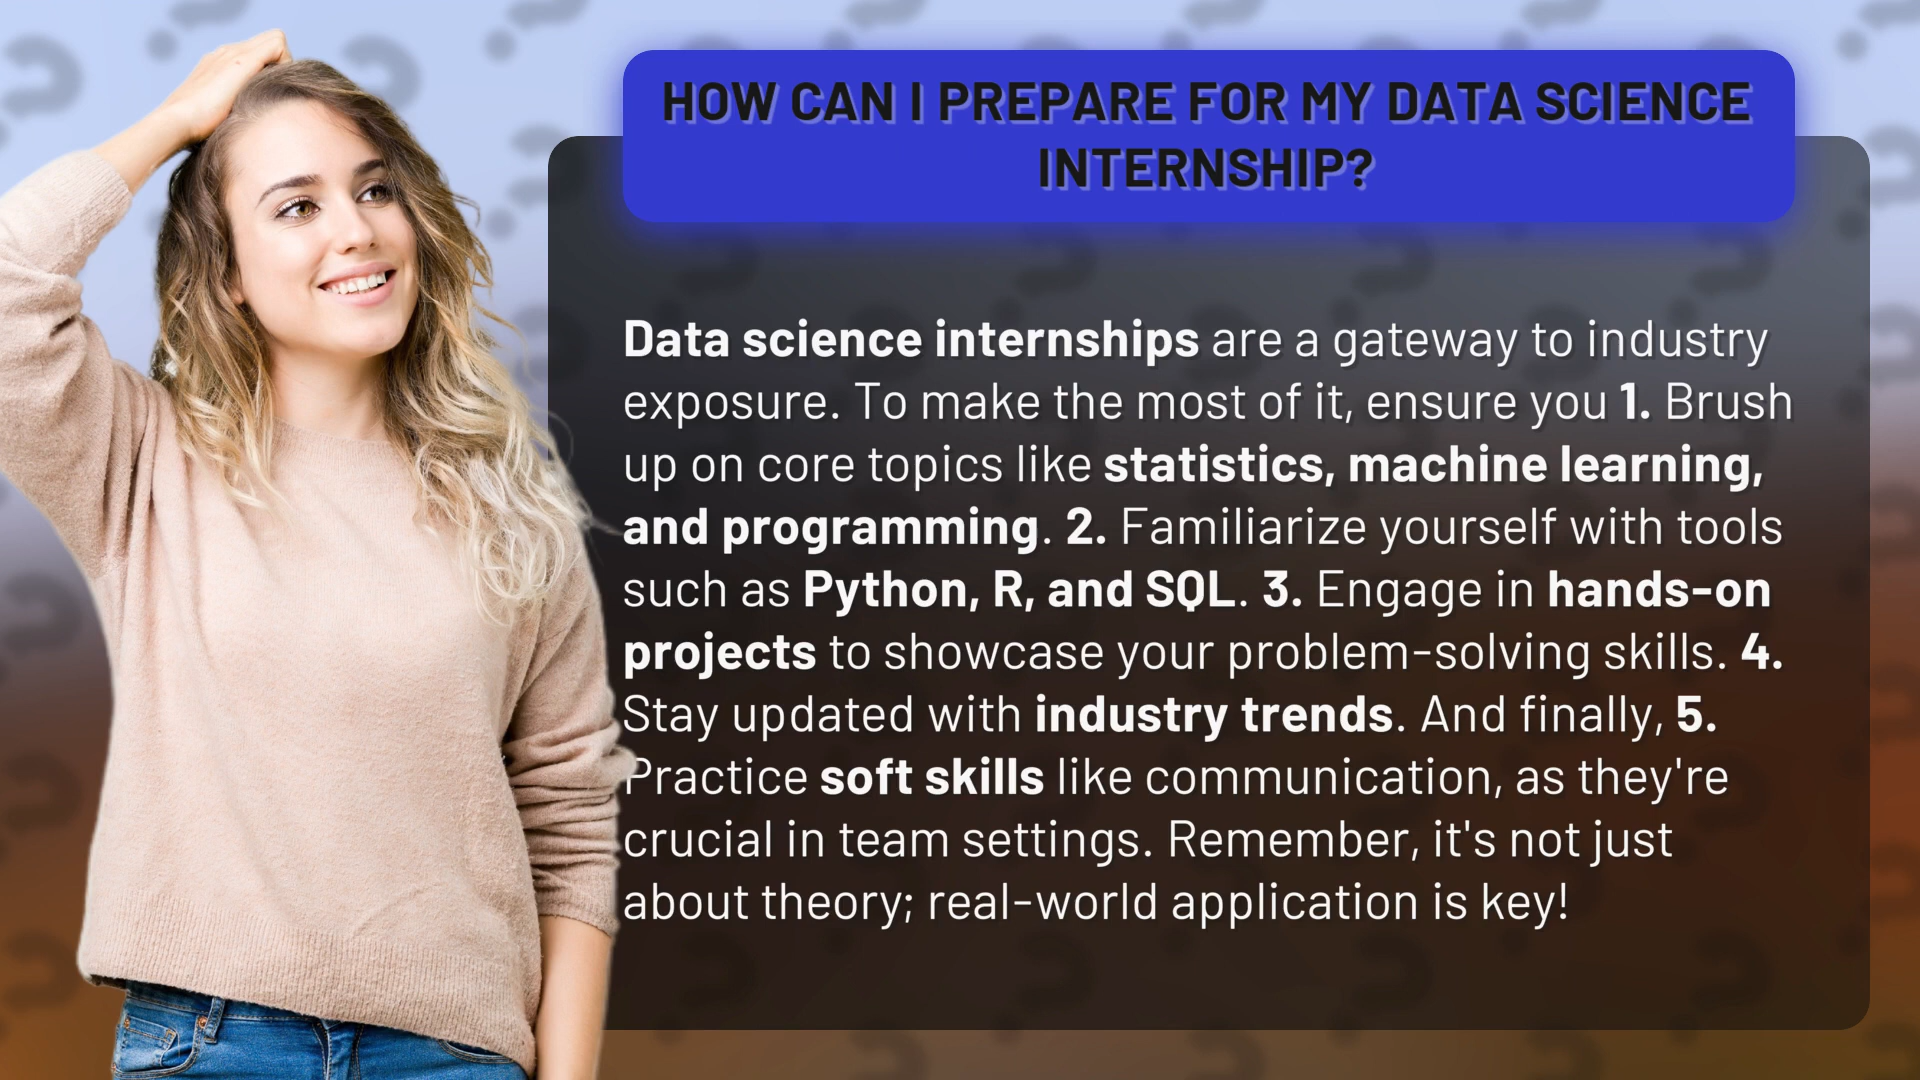 HOW CAN I PREPARE FOR MY DATA SCIENCE
INTERNSHIP?
Data science internships are a gateway to industry
exposure. To make the most of it, ensure you 1. Brush
up on core topics like statistics, machine learning,
and programming. 2. Familiarize yourself with tools
such as Python, R, and SQL. 3. Engage in hands-on
projects to showcase your problem-solving skills. 4.
Stay updated with industry trends. And finally, 5.
Practice soft skills like communication, as they're
crucial in team settings. Remember, it's not just
about theory; real-world application is key!